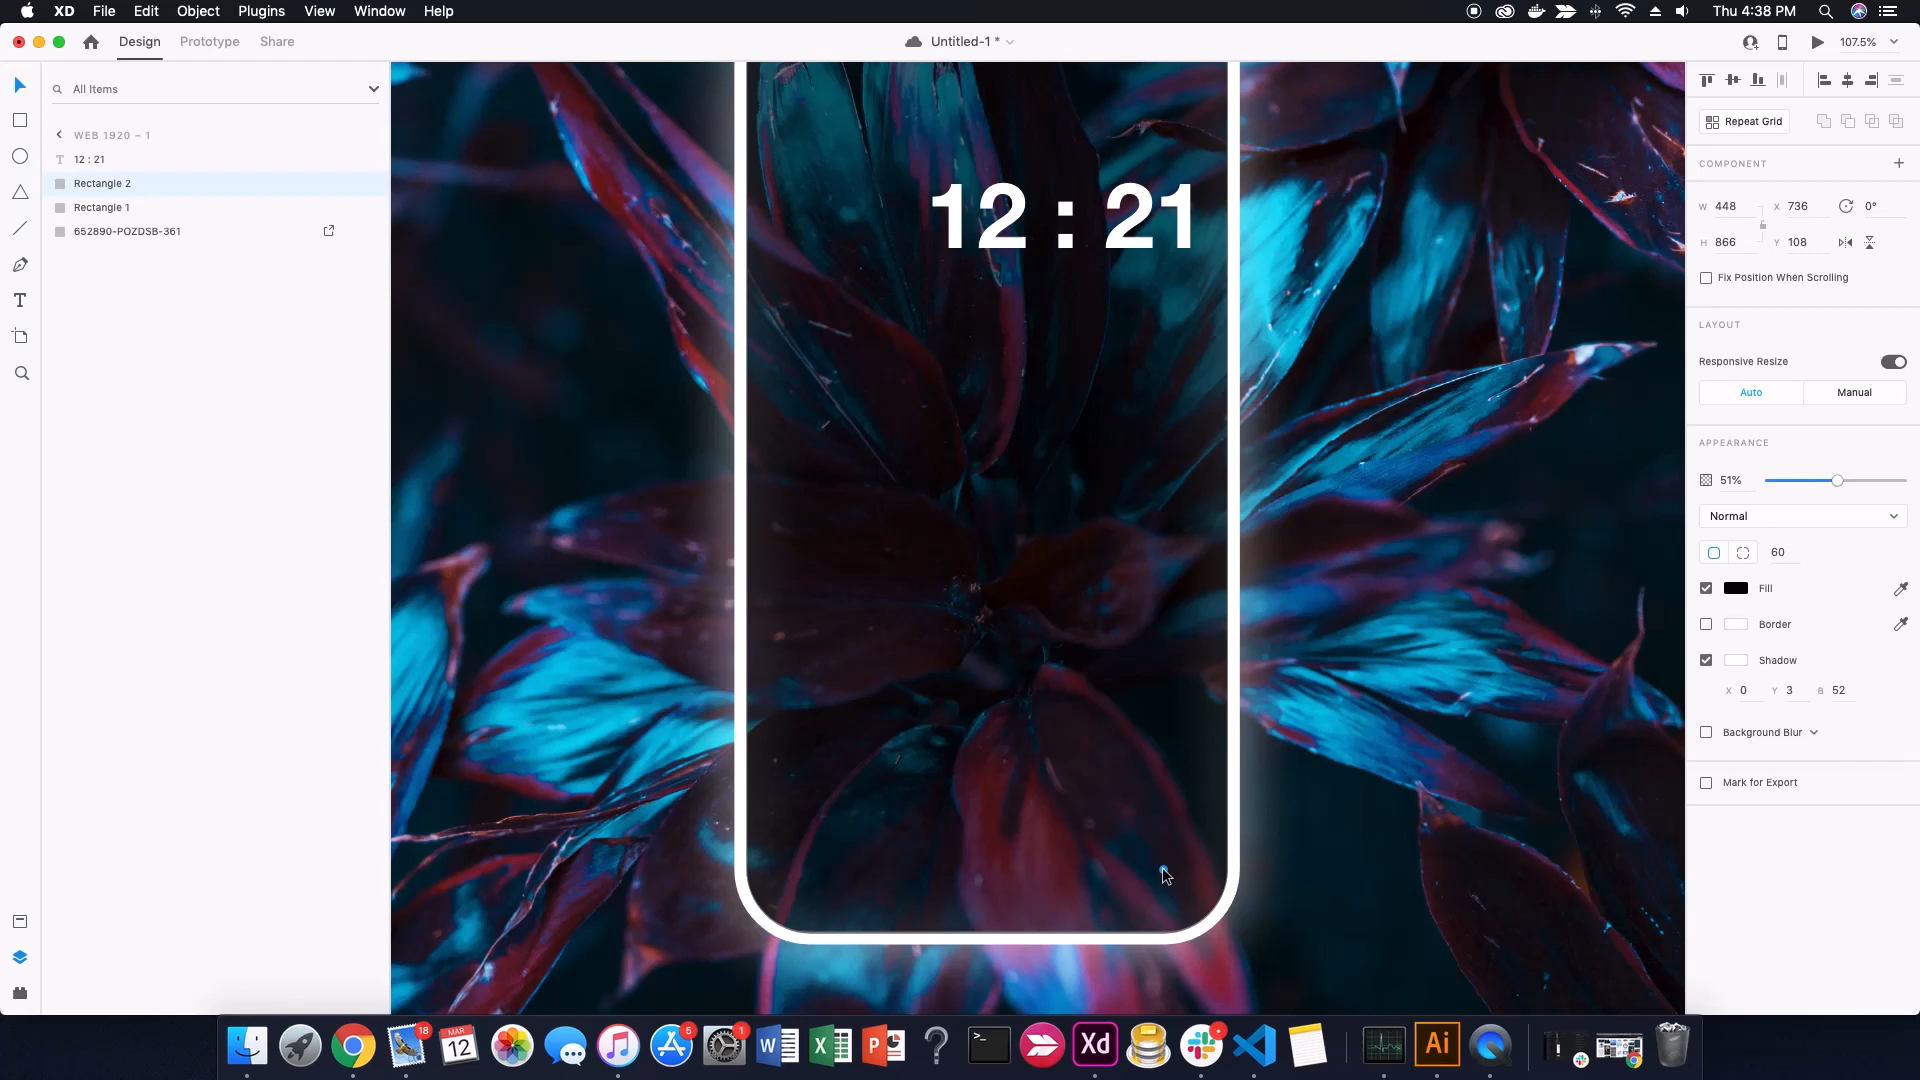 XD File Edit Object Plugins View Window Help
Thu 4:38 PM
Design Prototype Share
Untitled-1 *
107.5%
All Items
WEB 1920 – 1
T 12 : 21
Rectangle 2
Rectangle 1
652890-POZDSB-361
12 : 21
Repeat Grid
COMPONENT
W 448 X 736 0°
H 866 Y 108
Fix Position When Scrolling
LAYOUT
Responsive Resize
Auto Manual
APPEARANCE
51%
Normal
60
Fill
Border
Shadow
X 0 Y 3 B 52
Background Blur
Mark for Export
T
18
MAR
12
5
1
W
X
P
?
>_
Xd
Ai